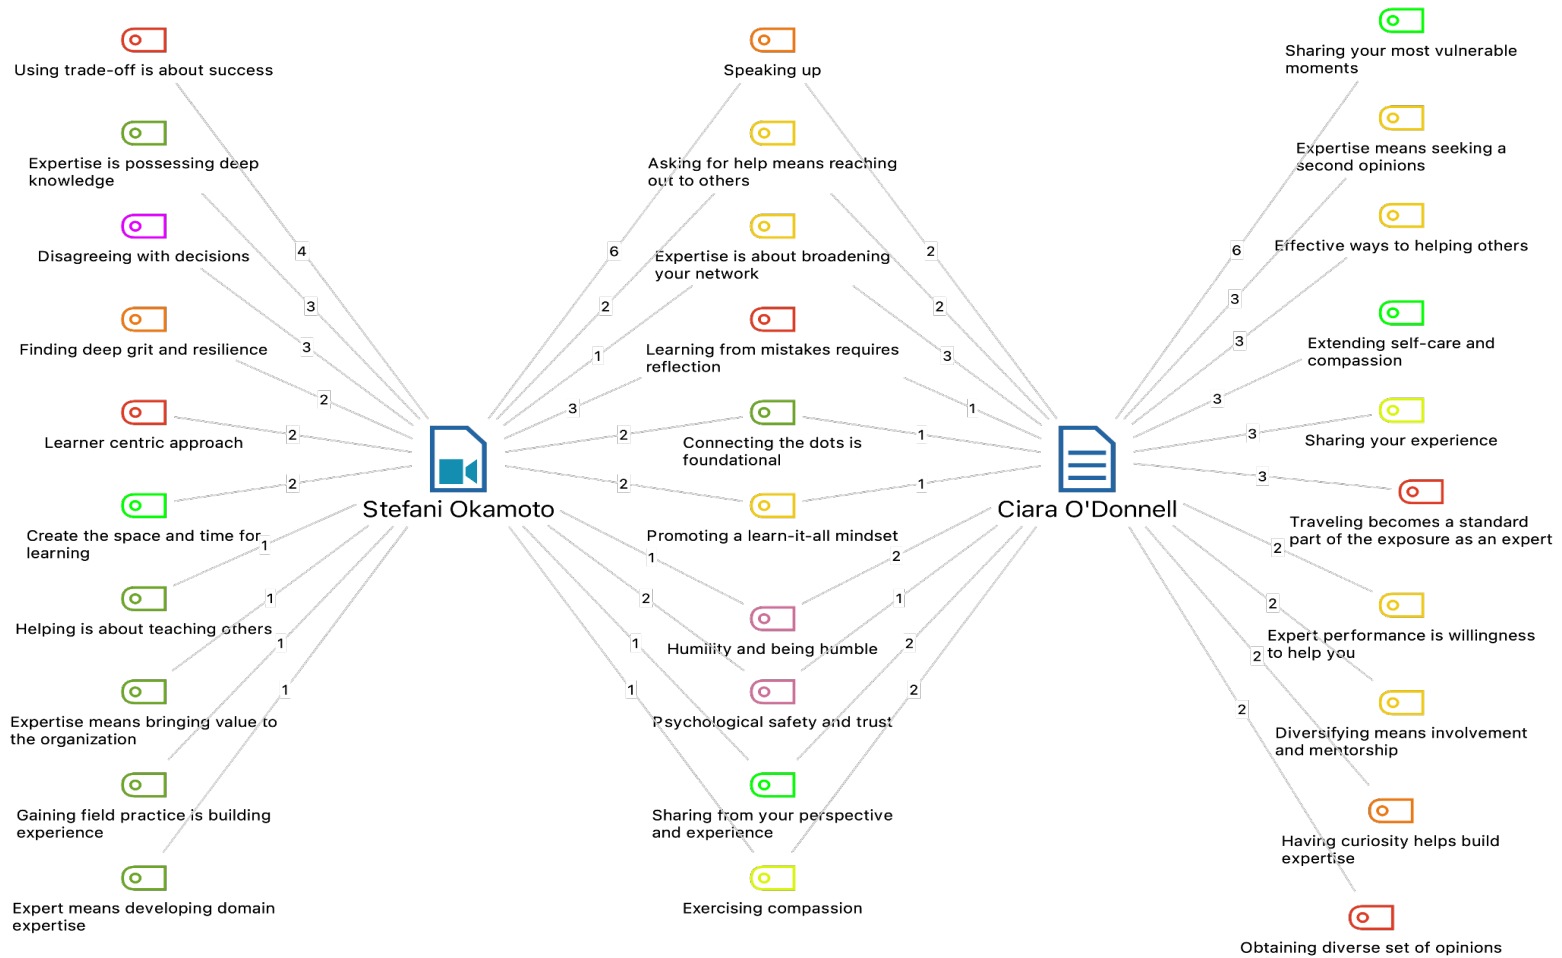 Using trade-off is about success
Expertise is possessing deep
knowledge
Disagreeing with decisions
Finding deep grit and resilience
Learner centric approach
Create the space and time for
learning
Helping is about teaching others
Expertise means bringing value to
the organization
Gaining field practice is building
experience
Expert means developing domain
expertise
4
3
3
2
2
2
1
1
1
1
Stefani Okamoto
6
2
1
3
2
2
1
2
1
1
Speaking up
Asking for help means reaching
out to others
Expertise is about broadening
your network
Learning from mistakes requires
reflection
Connecting the dots is
foundational
Promoting a learn-it-all mindset
Humility and being humble
Psychological safety and trust
Sharing from your perspective
and experience
Exercising compassion
2
2
3
1
1
1
2
1
2
2
Ciara O'Donnell
6
3
3
3
3
3
2
2
2
2
Sharing your most vulnerable
moments
Expertise means seeking a
second opinions
Effective ways to helping others
Extending self-care and
compassion
Sharing your experience
Traveling becomes a standard
part of the exposure as an expert
Expert performance is willingness
to help you
Diversifying means involvement
and mentorship
Having curiosity helps build
expertise
Obtaining diverse set of opinions